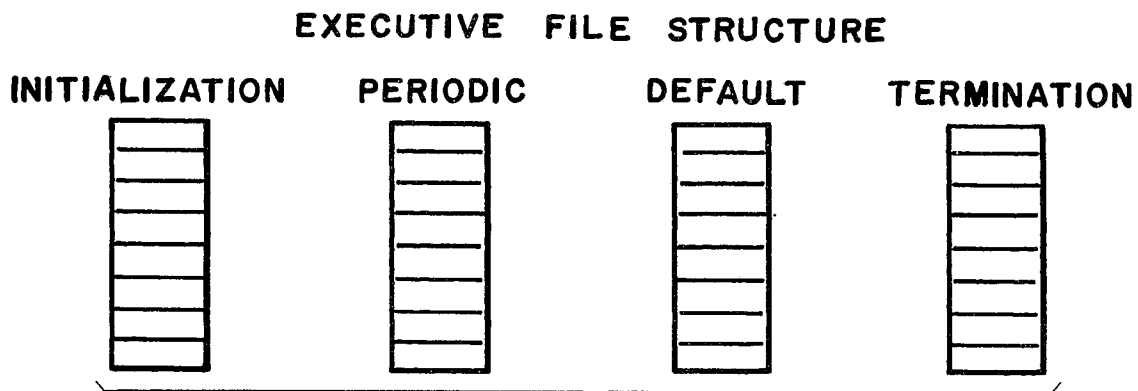 EXECUTIVE FILE STRUCTURE
INITIALIZATION PERIODIC DEFAULT TERMINATION